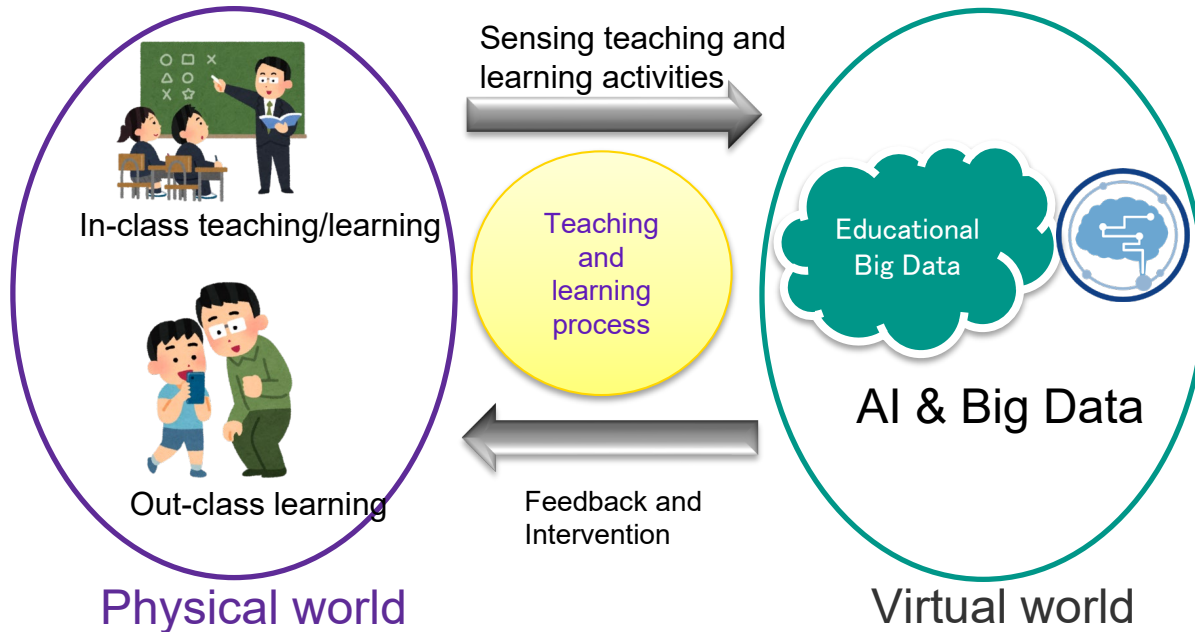 Sensing teaching and
learning activities
In-class teaching/learning
Out-class learning
Physical world
Teaching
and
learning
process
Feedback and
Intervention
Educational
Big Data
AI & Big Data
Virtual world